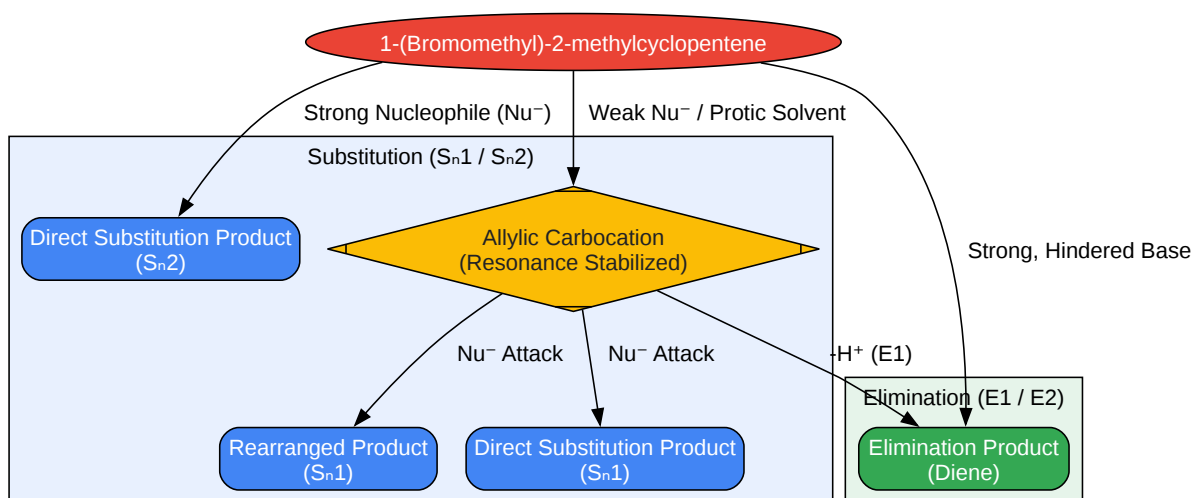 1-(Bromomethyl)-2-methylcyclopentene
Strong Nucleophile (Nu⁻)
Weak Nu⁻ / Protic Solvent
Substitution (Sₙ1 / Sₙ2)
Direct Substitution Product
(Sₙ2)
Allylic Carbocation
(Resonance Stabilized)
Strong, Hindered Base
Nu⁻ Attack
Nu⁻ Attack
-H⁺ (E1)
Elimination (E1 / E2)
Rearranged Product
(Sₙ1)
Direct Substitution Product
(Sₙ1)
Elimination Product
(Diene)